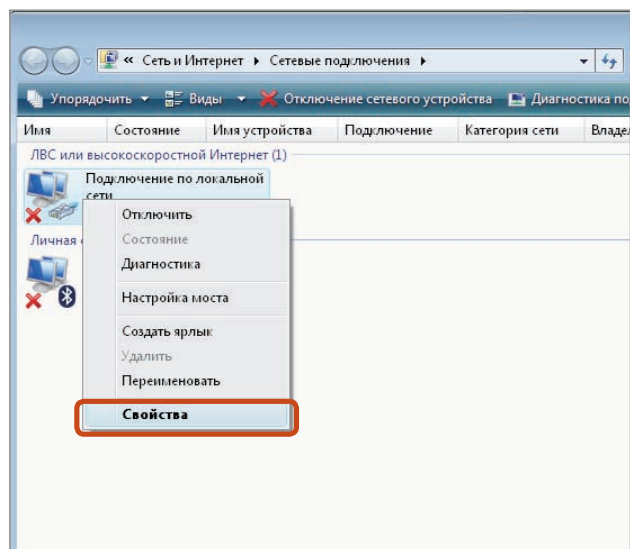 « Сеть и Интернет ▸ Сетевые подключения ▸
Упорядочить Виды Отключение сетевого устройства Диагностика по
Имя Состояние Имя устройства Подключение Категория сети Владел
ЛВС или высокоскоростной Интернет (1)
Подключение по локальной
сети
Отключить
Личная
Состояние
Диагностика
Настройка моста
Создать ярлык
Удалить
Переименовать
Свойства